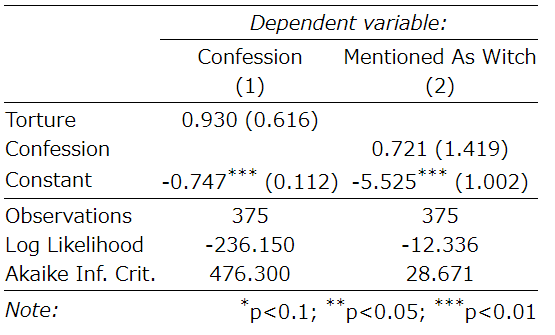 Dependent variable:
Confession Mentioned As Witch
(1) (2)
Torture 0.930 (0.616)
Confession 0.721 (1.419)
Constant -0.747*** (0.112) -5.525*** (1.002)
Observations 375 375
Log Likelihood -236.150 -12.336
Akaike Inf. Crit. 476.300 28.671
Note: *p<0.1; **p<0.05; ***p<0.01